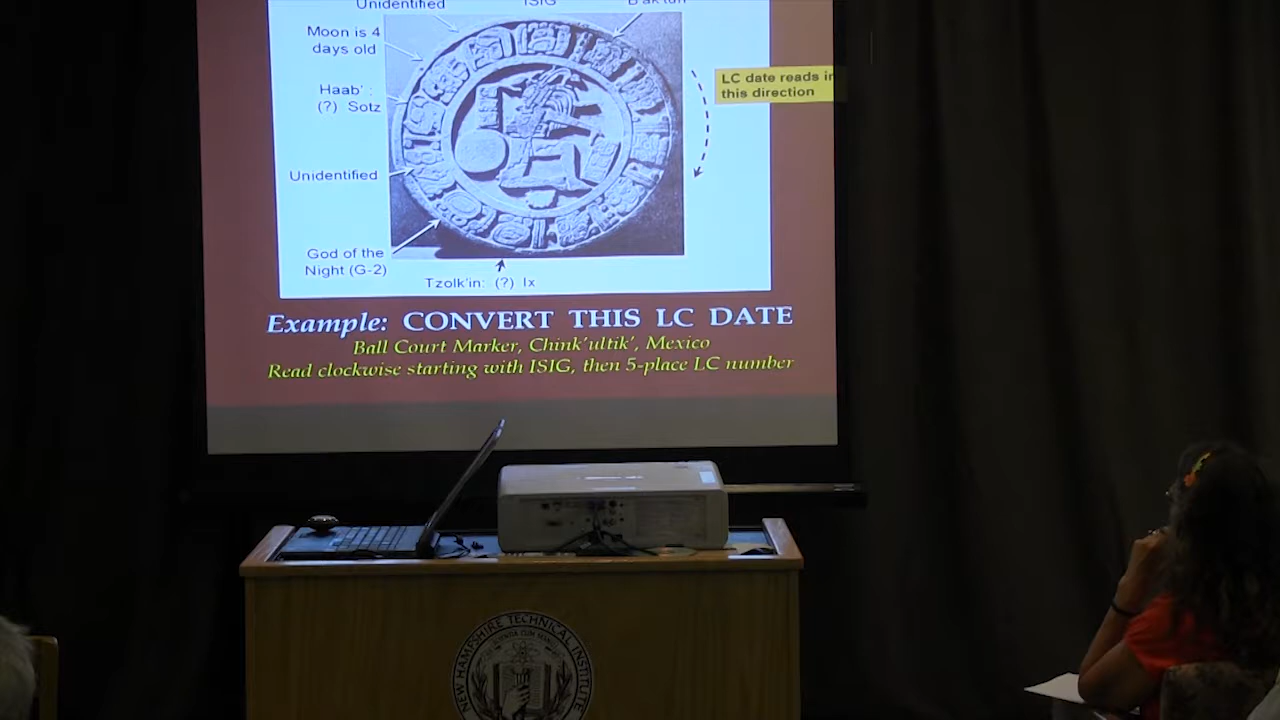 Unidentified
ISIG
B'ak'tun
Moon is 4
days old
LC date reads in
this direction
Haab' :
(?) Sotz
Unidentified
God of the
Night (G-2)
Tzolk'in: (?) Ix
Example: CONVERT THIS LC DATE
Ball Court Marker, Chink'ultik', Mexico
Read clockwise starting with ISIG, then 5-place LC number
NEW HAMPSHIRE TECHNICAL INSTITUTE